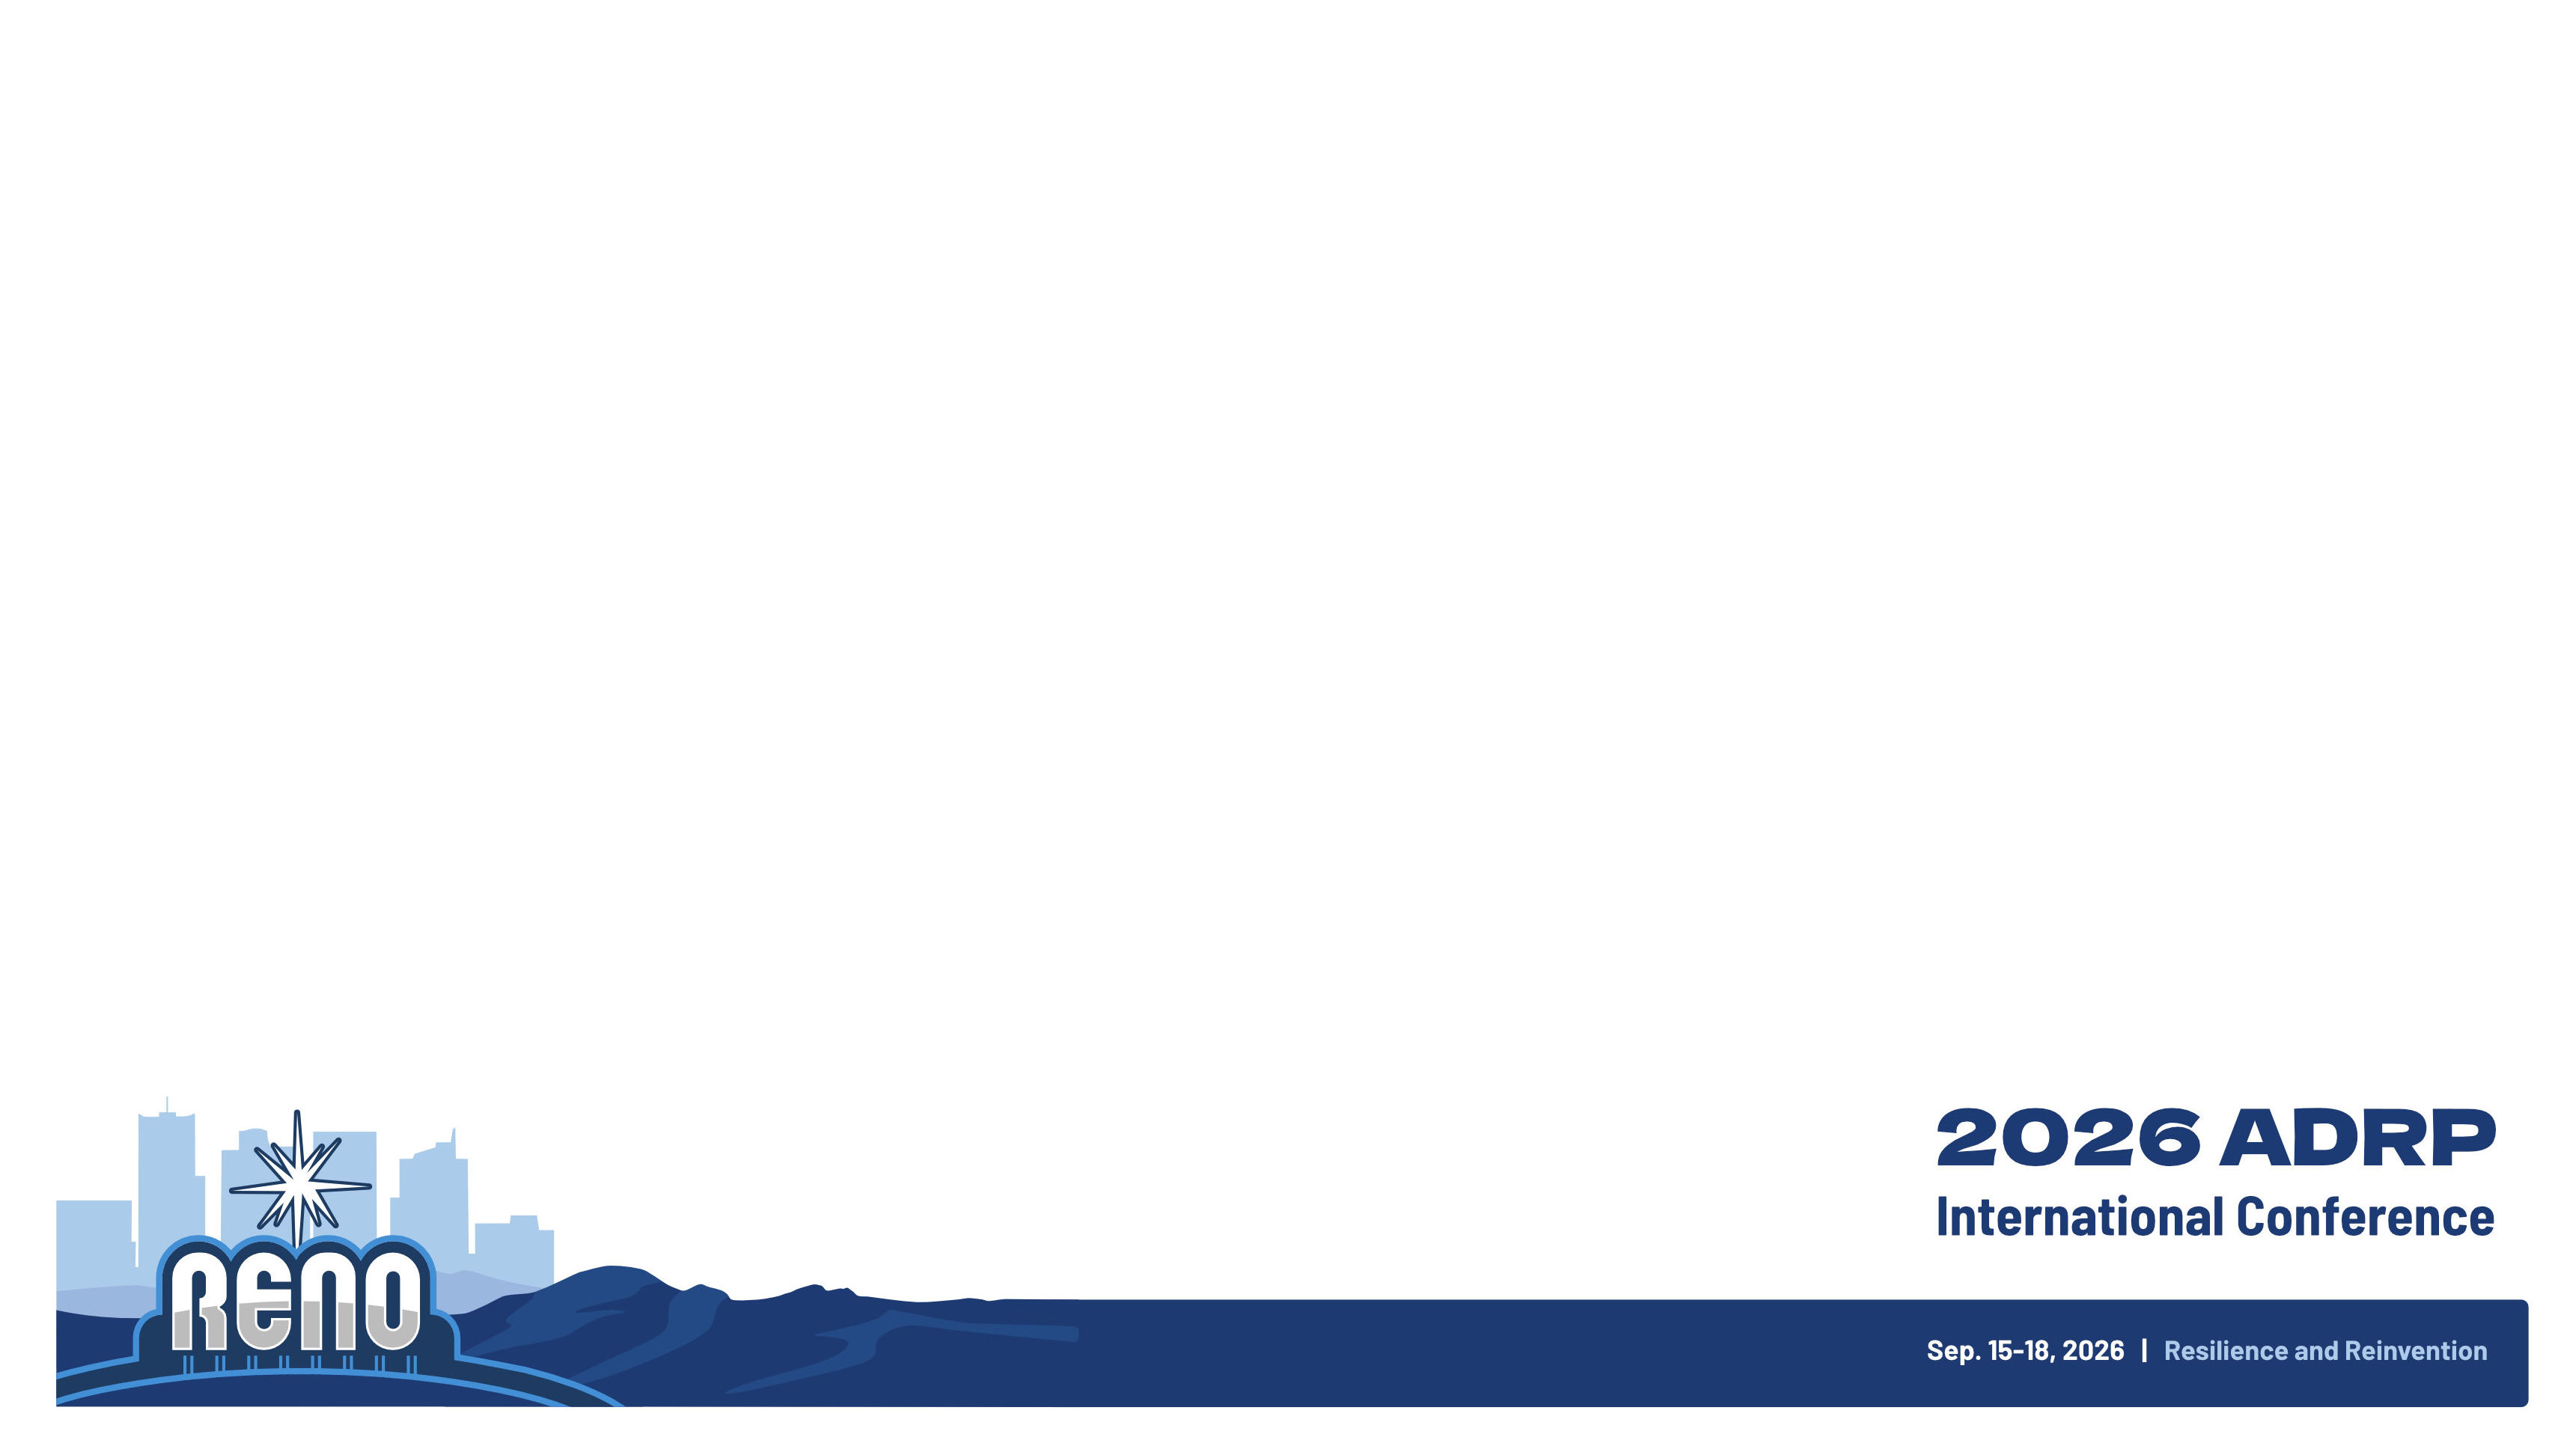 2026 ADRP
International Conference
RENO
Sep. 15-18, 2026 | Resilience and Reinvention